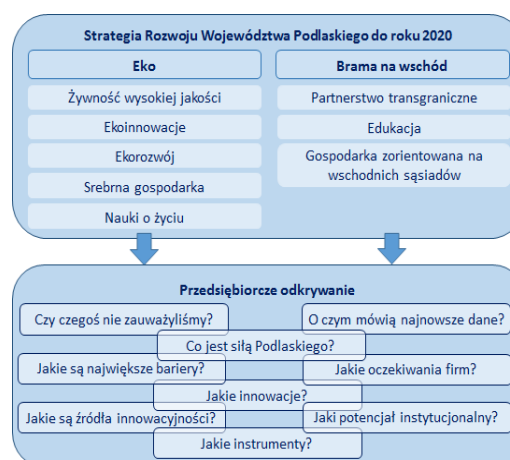 Strategia Rozwoju Województwa Podlaskiego do roku 2020
Eko
Żywność wysokiej jakości
Ekoinnowacje
Ekorozwój
Srebrna gospodarka
Nauki o życiu
Brama na wschód
Partnerstwo transgraniczne
Edukacja
Gospodarka zorientowana na
wschodnich sąsiadów
Przedsiębiorcze odkrywanie
Czy czegoś nie zauważyliśmy?
O czym mówią najnowsze dane?
Co jest siłą Podlaskiego?
Jakie są największe bariery?
Jakie oczekiwania firm?
Jakie innowacje?
Jakie są źródła innowacyjności?
Jaki potencjał instytucjonalny?
Jakie instrumenty?